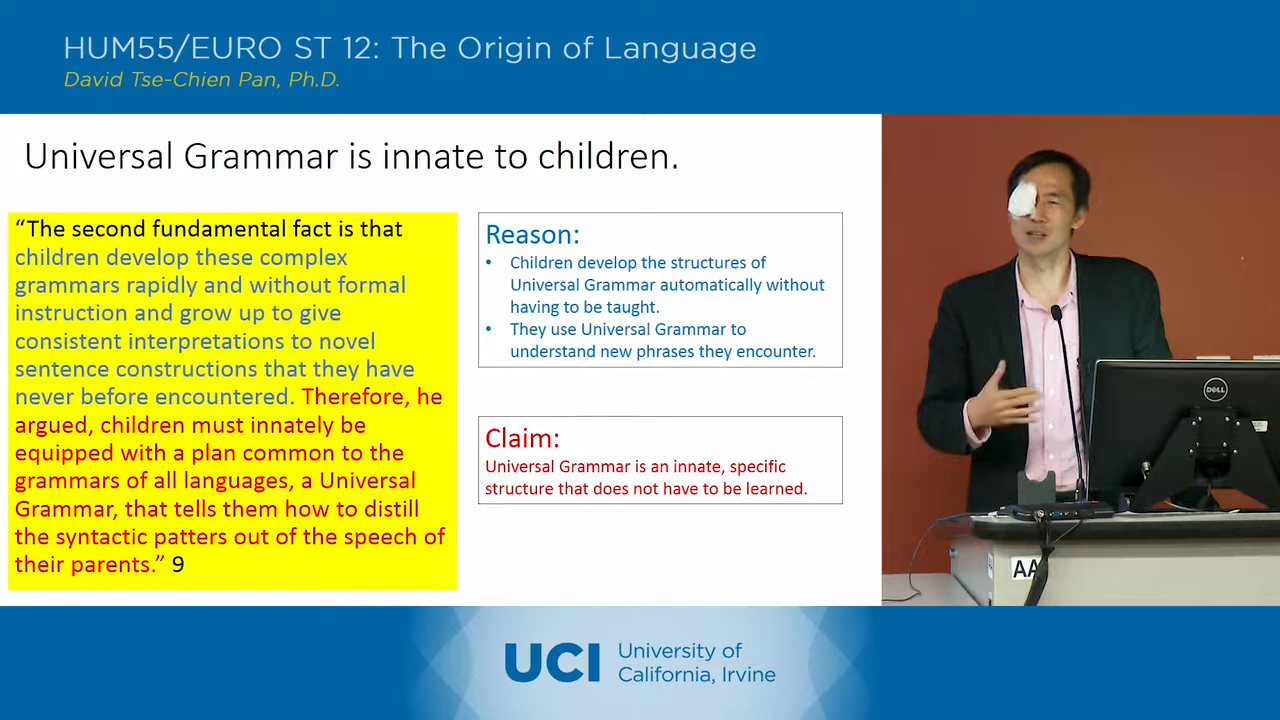 HUM55/EURO ST 12: The Origin of Language
David Tse-Chien Pan, Ph.D.
Universal Grammar is innate to children.
“The second fundamental fact is that
children develop these complex
grammars rapidly and without formal
instruction and grow up to give
consistent interpretations to novel
sentence constructions that they have
never before encountered. Therefore, he
argued, children must innately be
equipped with a plan common to the
grammars of all languages, a Universal
Grammar, that tells them how to distill
the syntactic patters out of the speech of
their parents.” 9
Reason:
• Children develop the structures of
Universal Grammar automatically without
having to be taught.
• They use Universal Grammar to
understand new phrases they encounter.
Claim:
Universal Grammar is an innate, specific
structure that does not have to be learned.
DELL
AA
UCI University of
California, Irvine